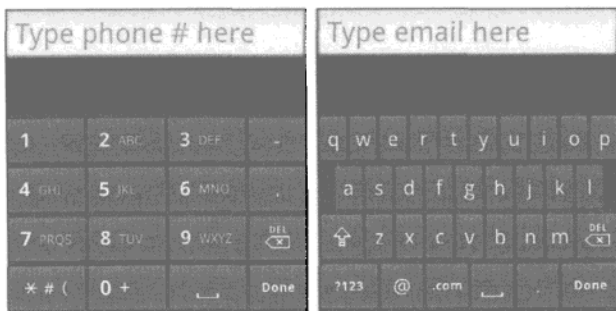 Type phone # here
1 2 ABC 3 DEF -
4 GHI 5 JKL 6 MNO .
7 PRQS 8 TUV 9 WXYZ DEL
* # ( 0 + Done
Type email here
q w e r t y u i o p
a s d f g h j k l
z x c v b n m DEL
?123 @ .com . Done